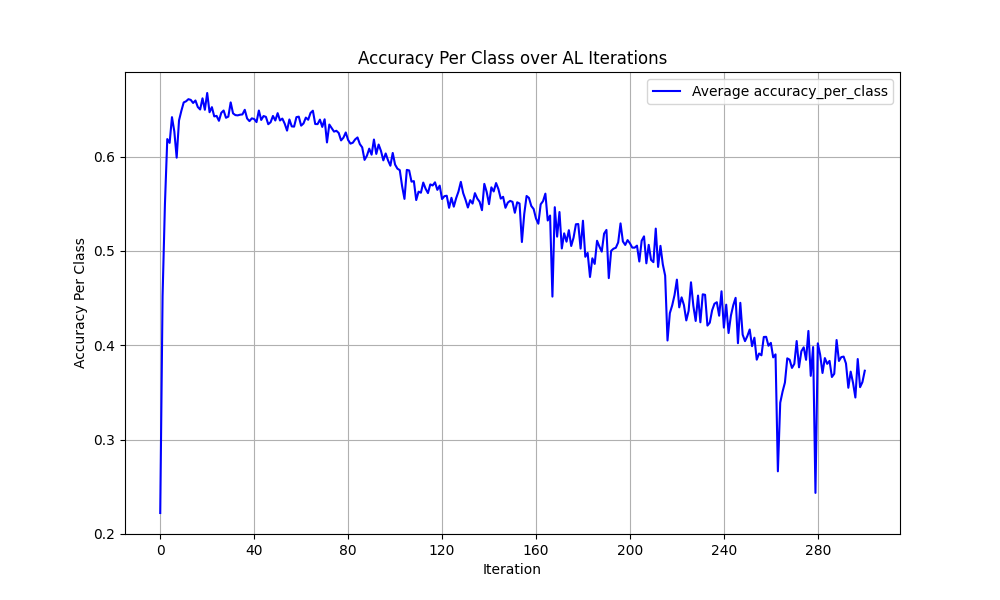 Accuracy Per Class over AL Iterations
Average accuracy_per_class
Accuracy Per Class
0.6
0.5
0.4
0.3
0.2
0 40 80 120 160 200 240 280
Iteration